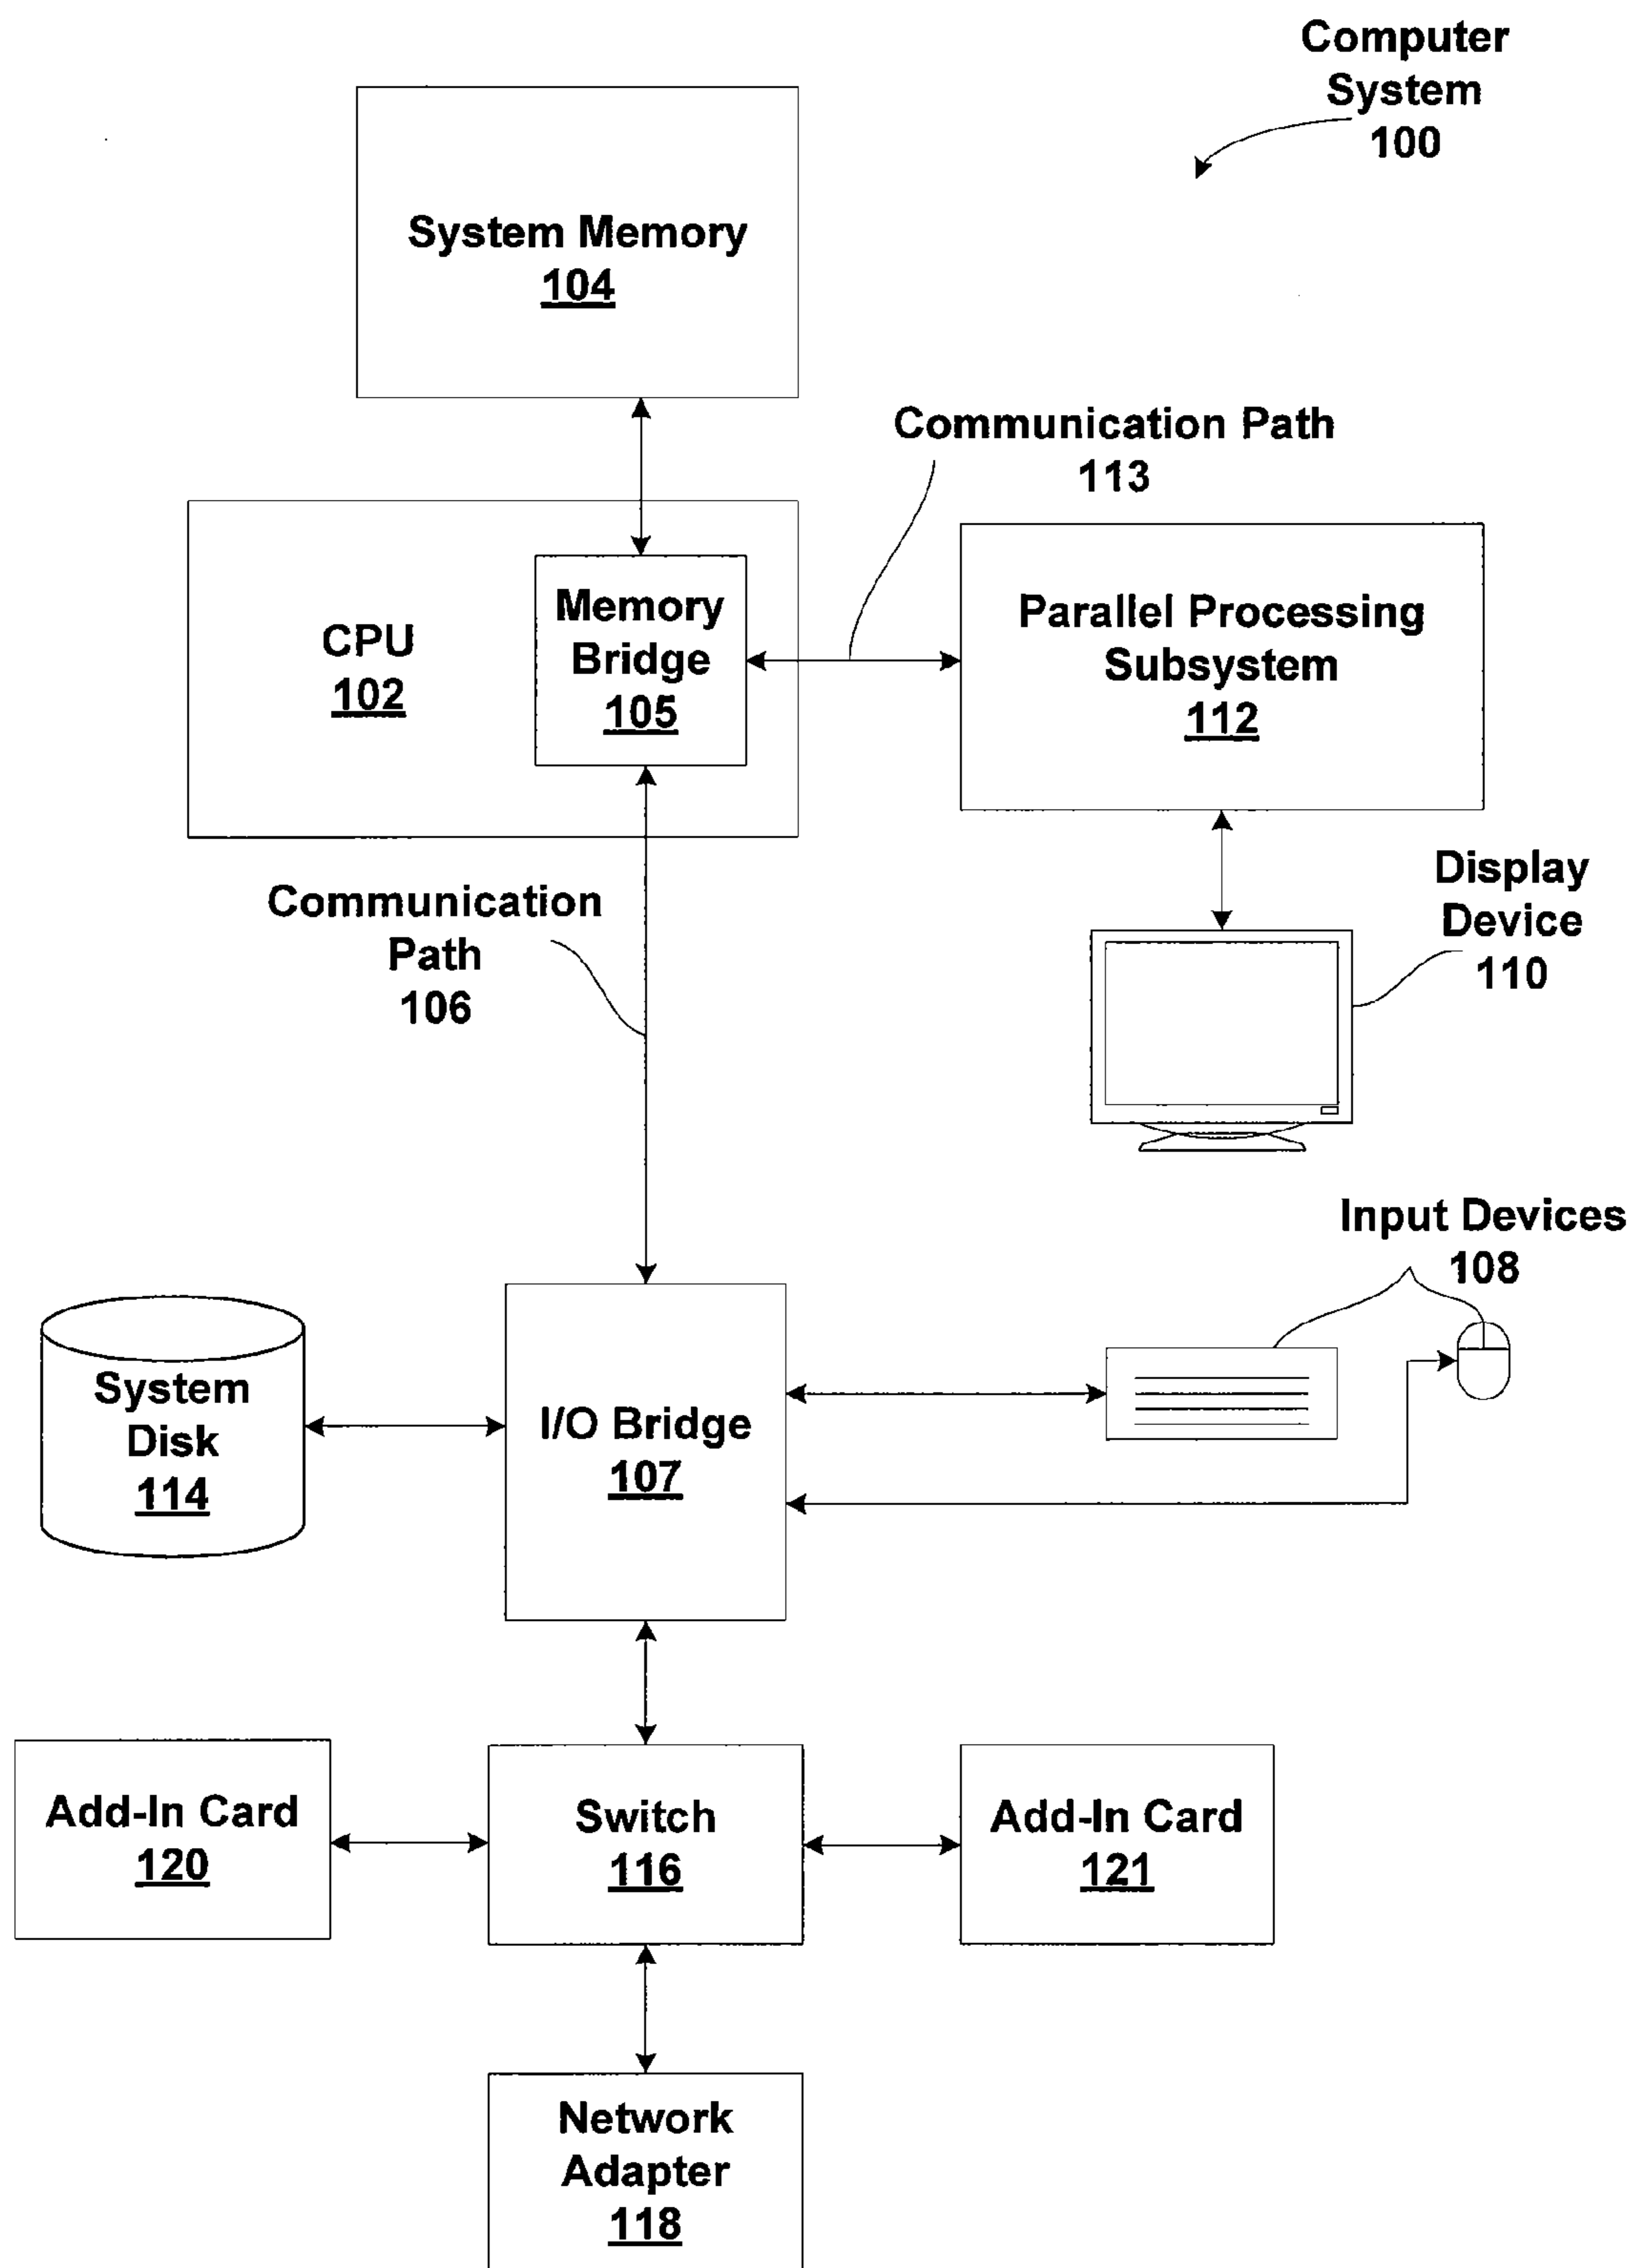 Computer
System
100
System Memory
104
Communication Path
113
CPU
102
Memory
Bridge
105
Parallel Processing
Subsystem
112
Communication
Path
106
Display
Device
110
Input Devices
108
System
Disk
114
I/O Bridge
107
Add-In Card
120
Switch
116
Add-In Card
121
Network
Adapter
118